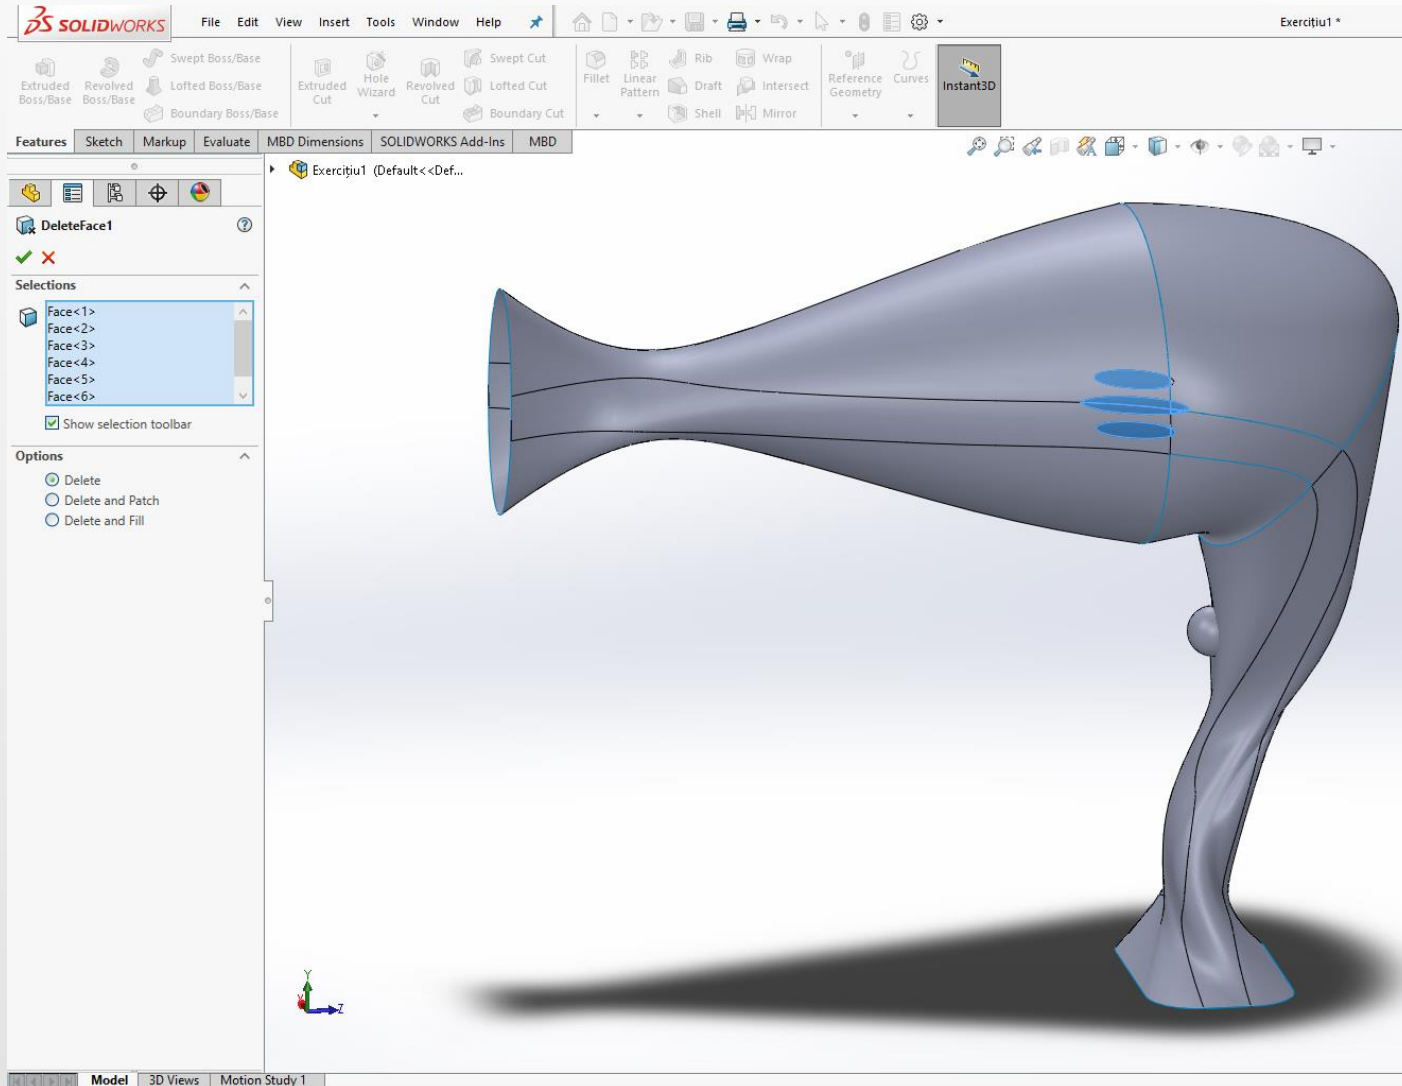 SOLIDWORKS File Edit View Insert Tools Window Help Exercițiu1 *
Extruded Boss/Base
Revolved Boss/Base
Swept Boss/Base
Lofted Boss/Base
Boundary Boss/Base
Extruded Cut
Hole Wizard
Revolved Cut
Swept Cut
Lofted Cut
Boundary Cut
Fillet
Linear Pattern
Rib
Draft
Shell
Wrap
Intersect
Mirror
Reference Geometry
Curves
Instant3D
Features Sketch Markup Evaluate MBD Dimensions SOLIDWORKS Add-Ins MBD
Exercițiu1 (Default<<Def...
DeleteFace1
Selections
Face<1>
Face<2>
Face<3>
Face<4>
Face<5>
Face<6>
Show selection toolbar
Options
Delete
Delete and Patch
Delete and Fill
Y
X
Z
Model 3D Views Motion Study 1